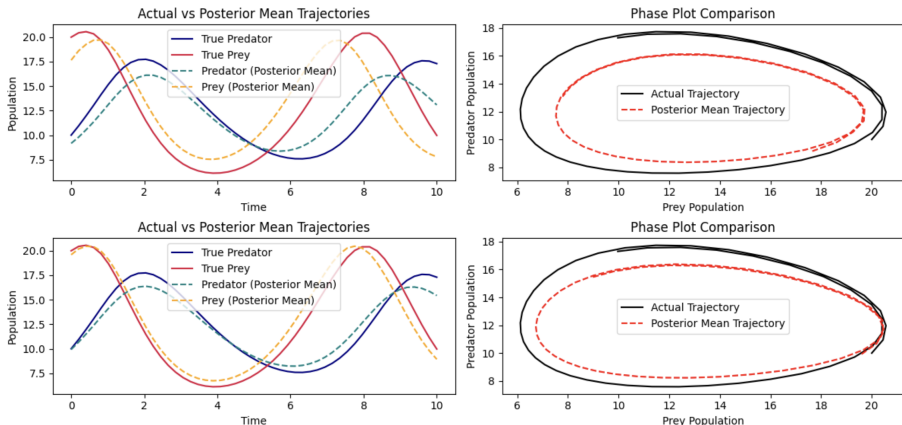 Actual vs Posterior Mean Trajectories
Population
20.0
17.5
15.0
12.5
10.0
7.5
True Predator
True Prey
Predator (Posterior Mean)
Prey (Posterior Mean)
0 2 4 6 8 10
Time
Phase Plot Comparison
Predator Population
18
16
14
12
10
8
Actual Trajectory
Posterior Mean Trajectory
6 8 10 12 14 16 18 20
Prey Population
Actual vs Posterior Mean Trajectories
Population
20.0
17.5
15.0
12.5
10.0
7.5
True Predator
True Prey
Predator (Posterior Mean)
Prey (Posterior Mean)
0 2 4 6 8 10
Time
Phase Plot Comparison
Predator Population
18
16
14
12
10
8
Actual Trajectory
Posterior Mean Trajectory
6 8 10 12 14 16 18 20
Prey Population